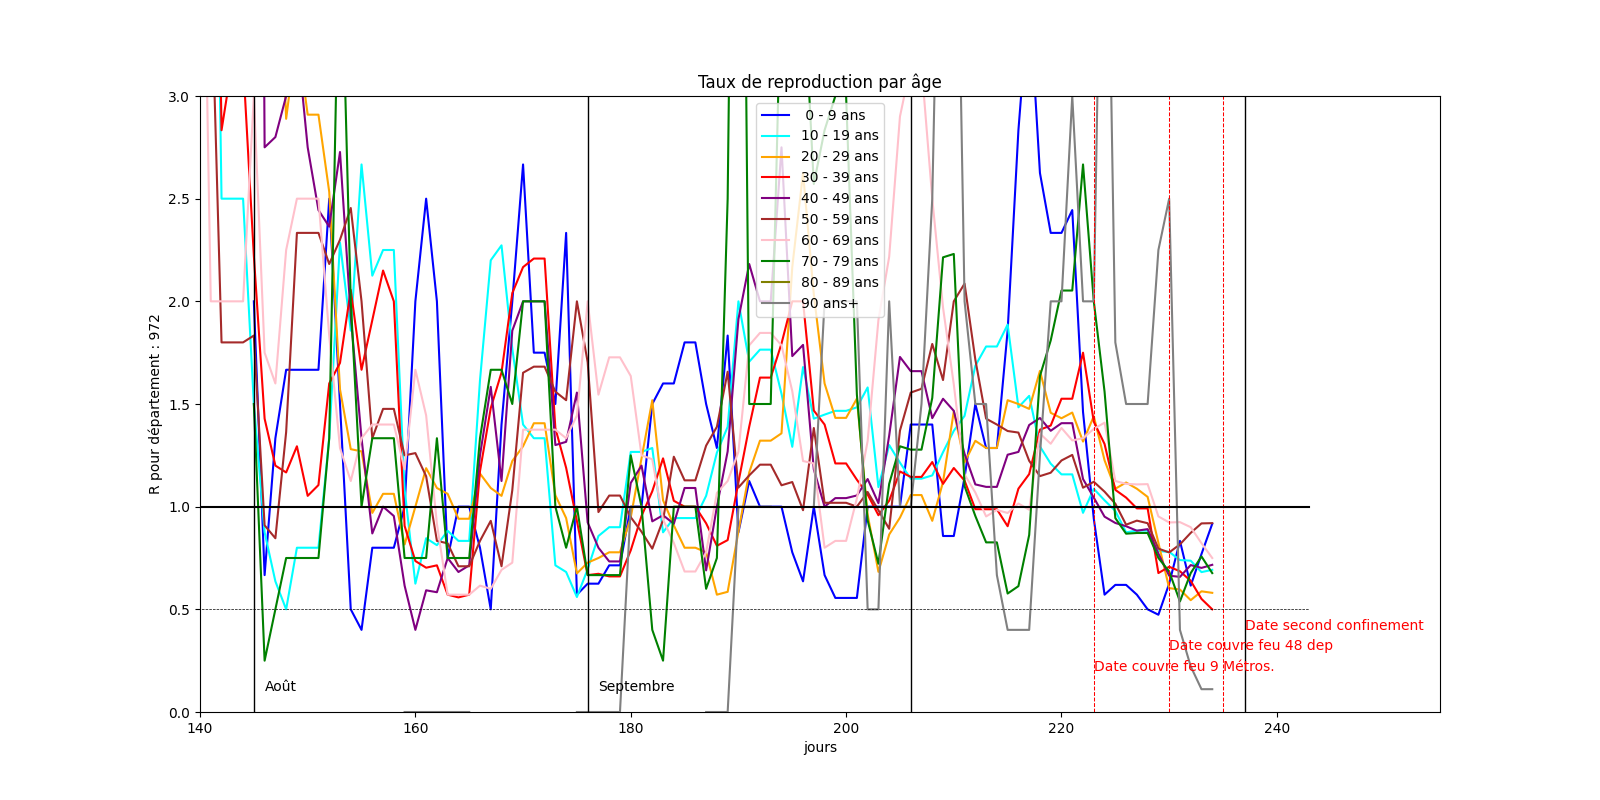 Taux de reproduction par âge
R pour département : 972
3.0
2.5
2.0
1.5
1.0
0.5
0.0
0 - 9 ans
10 - 19 ans
20 - 29 ans
30 - 39 ans
40 - 49 ans
50 - 59 ans
60 - 69 ans
70 - 79 ans
80 - 89 ans
90 ans+
Date second confinement
Date couvre feu 48 dep
Date couvre feu 9 Métros.
Août
Septembre
140
160
180
200
220
240
jours